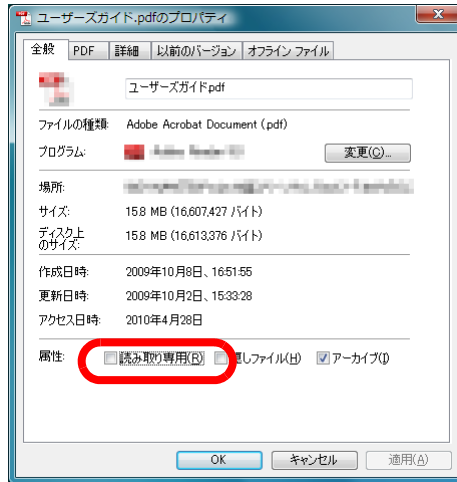 ユーザーズガイド.pdfのプロパティ
全般 PDF 詳細 以前のバージョン オフライン ファイル
ユーザーズガイド.pdf
ファイルの種類: Adobe Acrobat Document (.pdf)
プログラム: 変更(C)...
場所:
サイズ: 15.8 MB (16,607,427 バイト)
ディスク上
のサイズ: 15.8 MB (16,613,376 バイト)
作成日時: 2009年10月8日、16:51:55
更新日時: 2009年10月2日、15:33:28
アクセス日時: 2010年4月28日
属性: 読み取り専用(R) しファイル(H) アーカイブ(I)
OK キャンセル 適用(A)